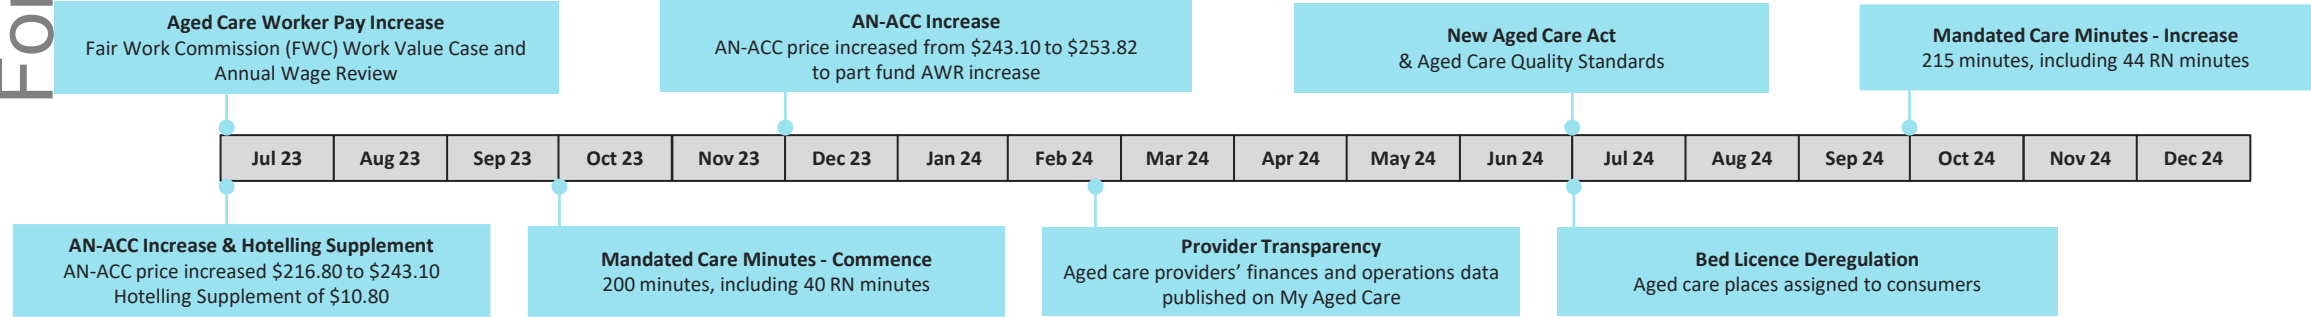 For
Aged Care Worker Pay Increase
Fair Work Commission (FWC) Work Value Case and
Annual Wage Review
AN-ACC Increase
AN-ACC price increased from $243.10 to $253.82
to part fund AWR increase
New Aged Care Act
& Aged Care Quality Standards
Mandated Care Minutes - Increase
215 minutes, including 44 RN minutes
Jul 23 Aug 23 Sep 23 Oct 23 Nov 23 Dec 23 Jan 24 Feb 24 Mar 24 Apr 24 May 24 Jun 24 Jul 24 Aug 24 Sep 24 Oct 24 Nov 24 Dec 24
AN-ACC Increase & Hotelling Supplement
AN-ACC price increased $216.80 to $243.10
Hotelling Supplement of $10.80
Mandated Care Minutes - Commence
200 minutes, including 40 RN minutes
Provider Transparency
Aged care providers’ finances and operations data
published on My Aged Care
Bed Licence Deregulation
Aged care places assigned to consumers